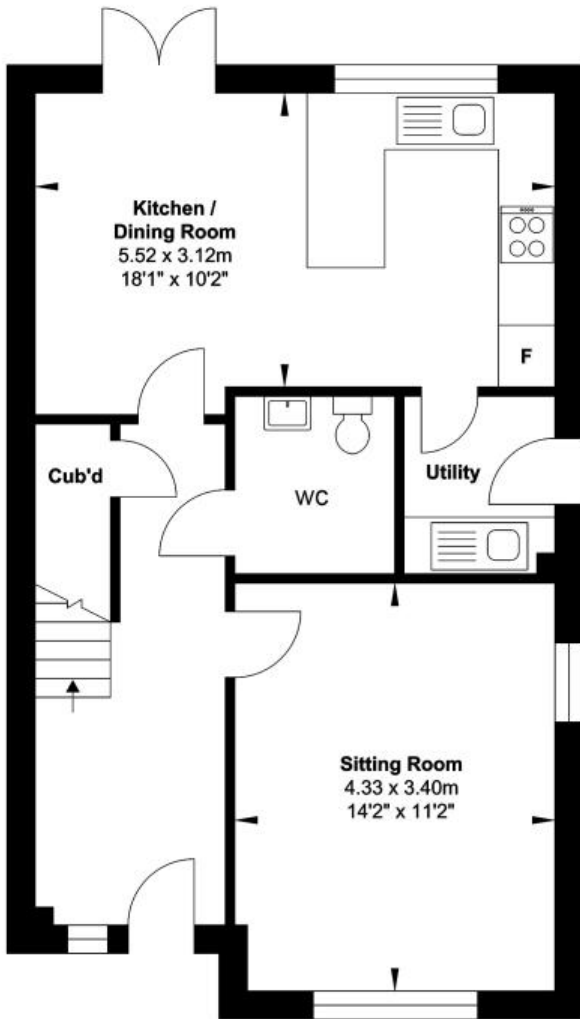 Kitchen /
Dining Room
5.52 x 3.12m
18'1" x 10'2"
F
Cub'd
WC
Utility
Sitting Room
4.33 x 3.40m
14'2" x 11'2"